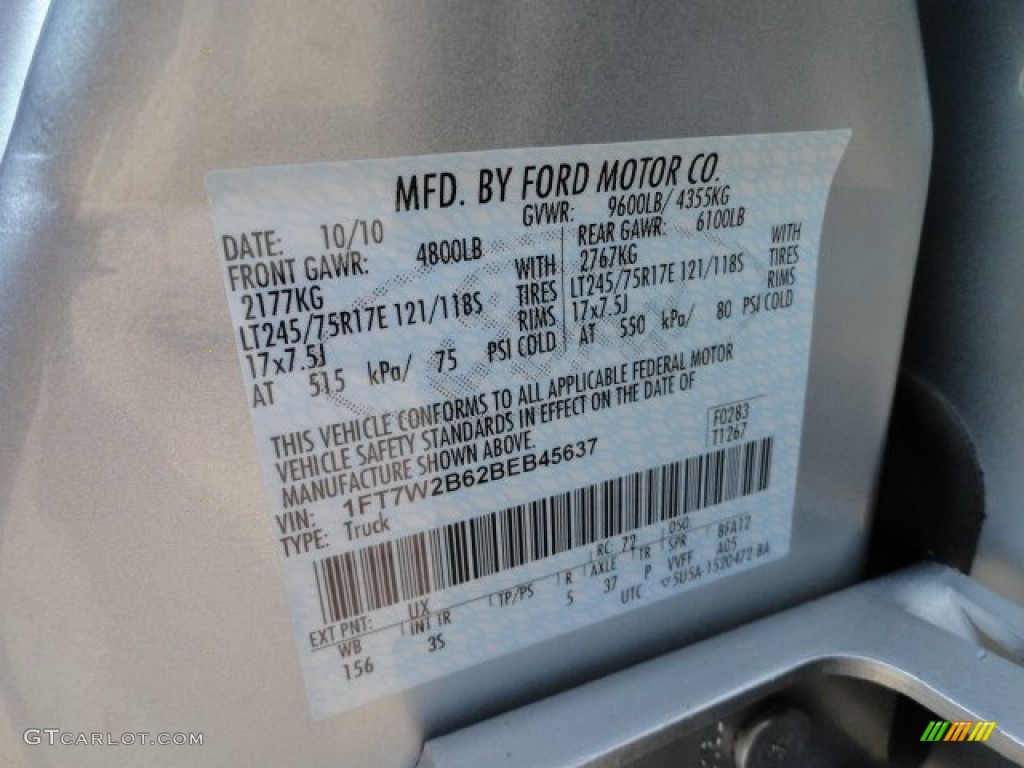 MFD. BY FORD MOTOR CO.
DATE: 10/10 GVWR: 9600LB/ 4355KG
FRONT GAWR: 4800LB REAR GAWR: 6100LB
2177KG WITH 2767KG WITH
LT245/75R17E 121/118S TIRES LT245/75R17E 121/118S TIRES
17x7.5J RIMS 17x7.5J RIMS
AT 515 kPa/ 75 PSI COLD AT 550 kPa/ 80 PSI COLD
THIS VEHICLE CONFORMS TO ALL APPLICABLE FEDERAL MOTOR
VEHICLE SAFETY STANDARDS IN EFFECT ON THE DATE OF
MANUFACTURE SHOWN ABOVE.
F0283
T1267
VIN: 1FT7W2B62BEB45637
TYPE: Truck
EXT PNT: UX RC: 72 DSO:
WB INT TR TP/PS R AXLE TR SPR BFA12
156 3S 5 37 P VVFF A05
UTC ▽5USA-1520472-BA
GTCARLOT.COM